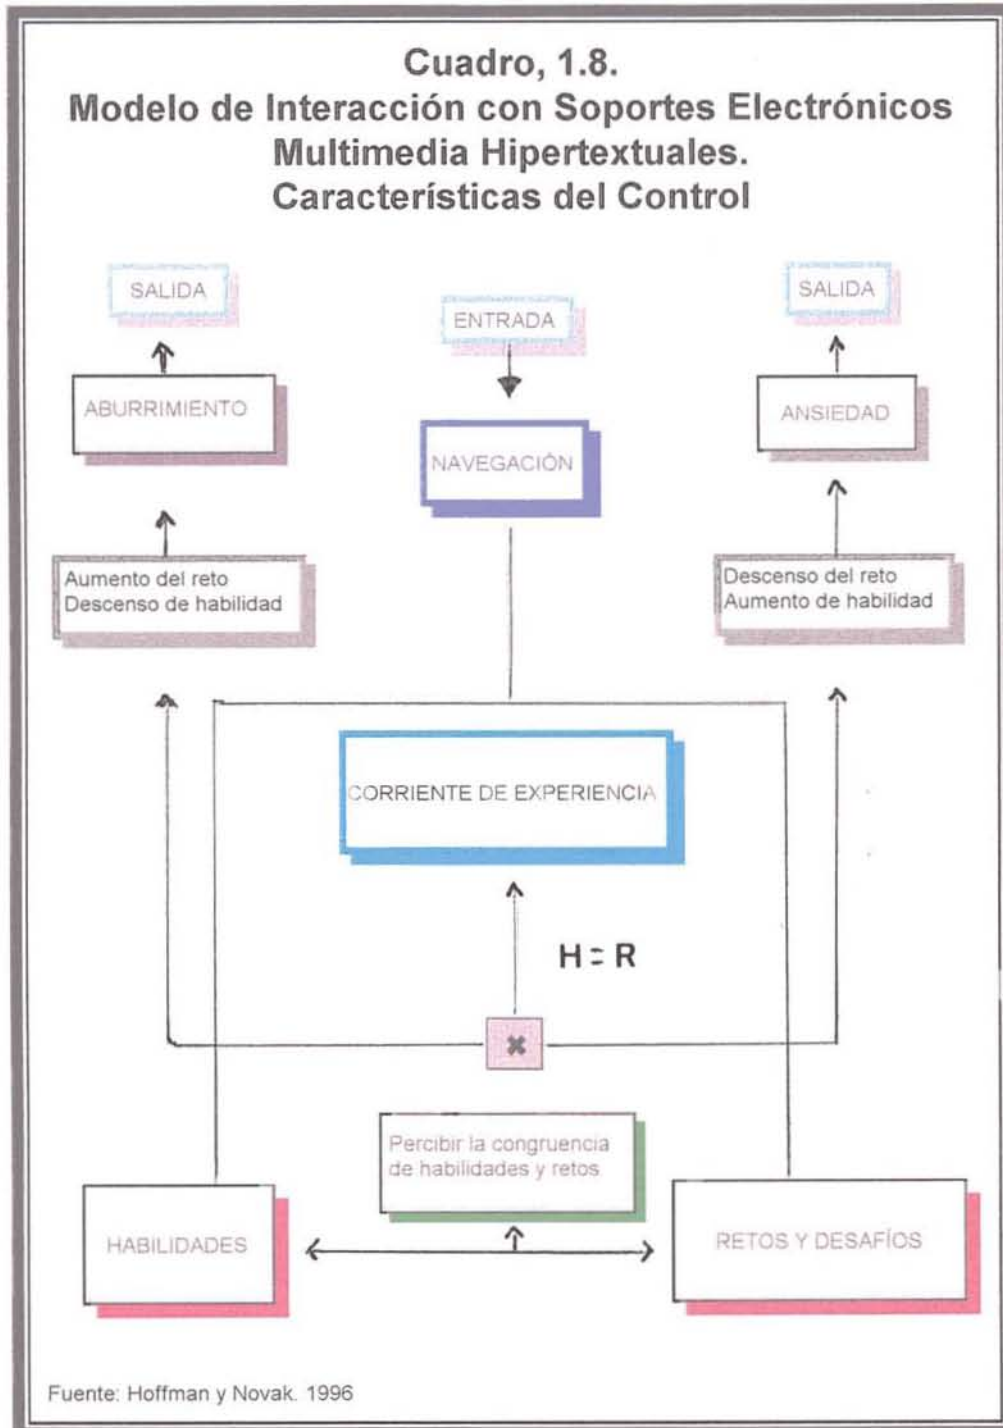 Cuadro, 1.8.
Modelo de Interacción con Soportes Electrónicos
Multimedia Hipertextuales.
Características del Control
SALIDA
ENTRADA
SALIDA
ABURRIMIENTO
NAVEGACIÓN
ANSIEDAD
Aumento del reto
Descenso de habilidad
Descenso del reto
Aumento de habilidad
CORRIENTE DE EXPERIENCIA
H = R
Percibir la congruencia
de habilidades y retos
HABILIDADES
RETOS Y DESAFÍOS
Fuente: Hoffman y Novak. 1996